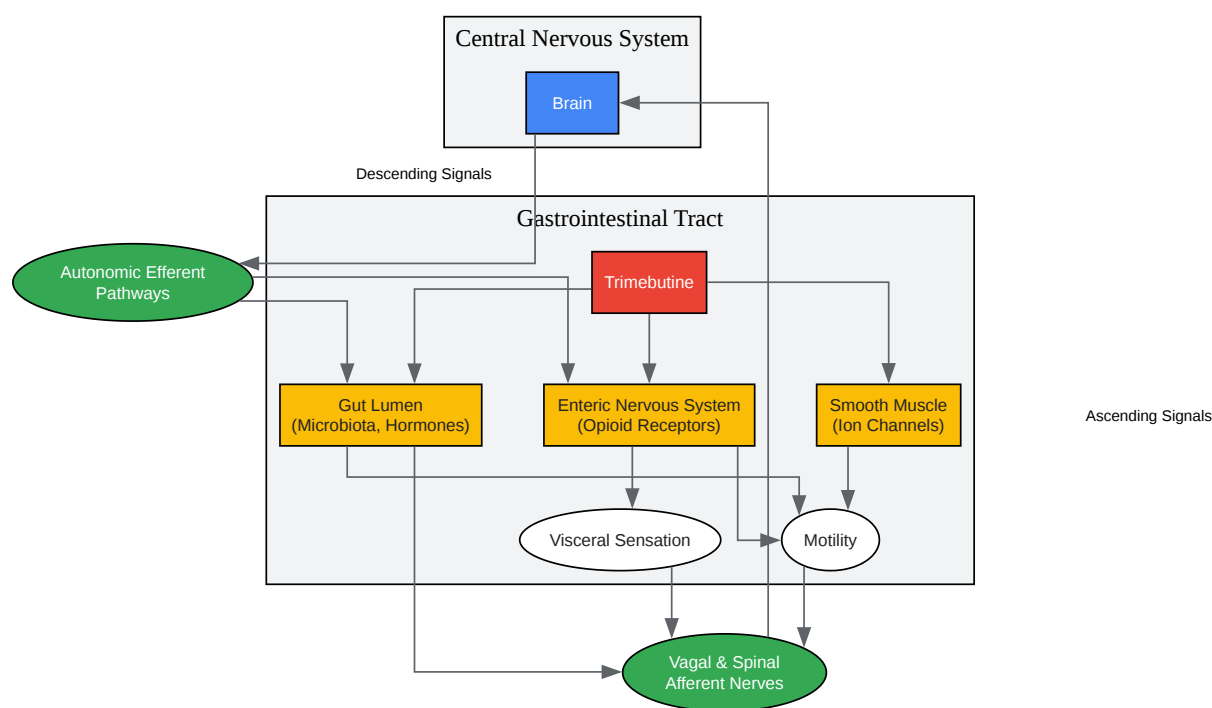 Central Nervous System
Brain
Descending Signals
Gastrointestinal Tract
Autonomic Efferent
Pathways
Trimebutine
Gut Lumen
(Microbiota, Hormones)
Enteric Nervous System
(Opioid Receptors)
Smooth Muscle
(Ion Channels)
Ascending Signals
Visceral Sensation
Motility
Vagal & Spinal
Afferent Nerves